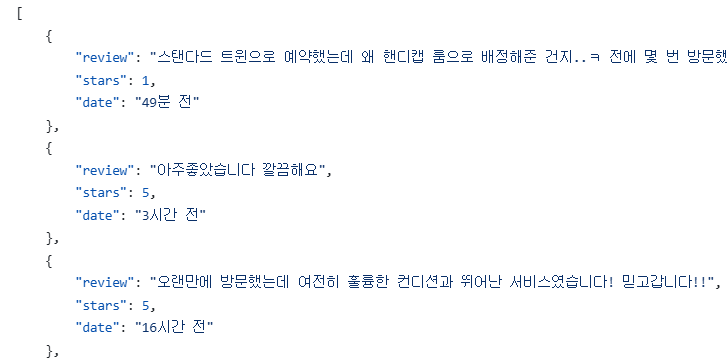 [
{
"review": "스탠다드 트윈으로 예약했는데 왜 핸디캡 룸으로 배정해준 건지..ㅋ 전에 몇 번 방문했
"stars": 1,
"date": "49분 전"
},
{
"review": "아주좋았습니다 깔끔해요",
"stars": 5,
"date": "3시간 전"
},
{
"review": "오랜만에 방문했는데 여전히 훌륭한 컨디션과 뛰어난 서비스였습니다! 믿고갑니다!!",
"stars": 5,
"date": "16시간 전"
},